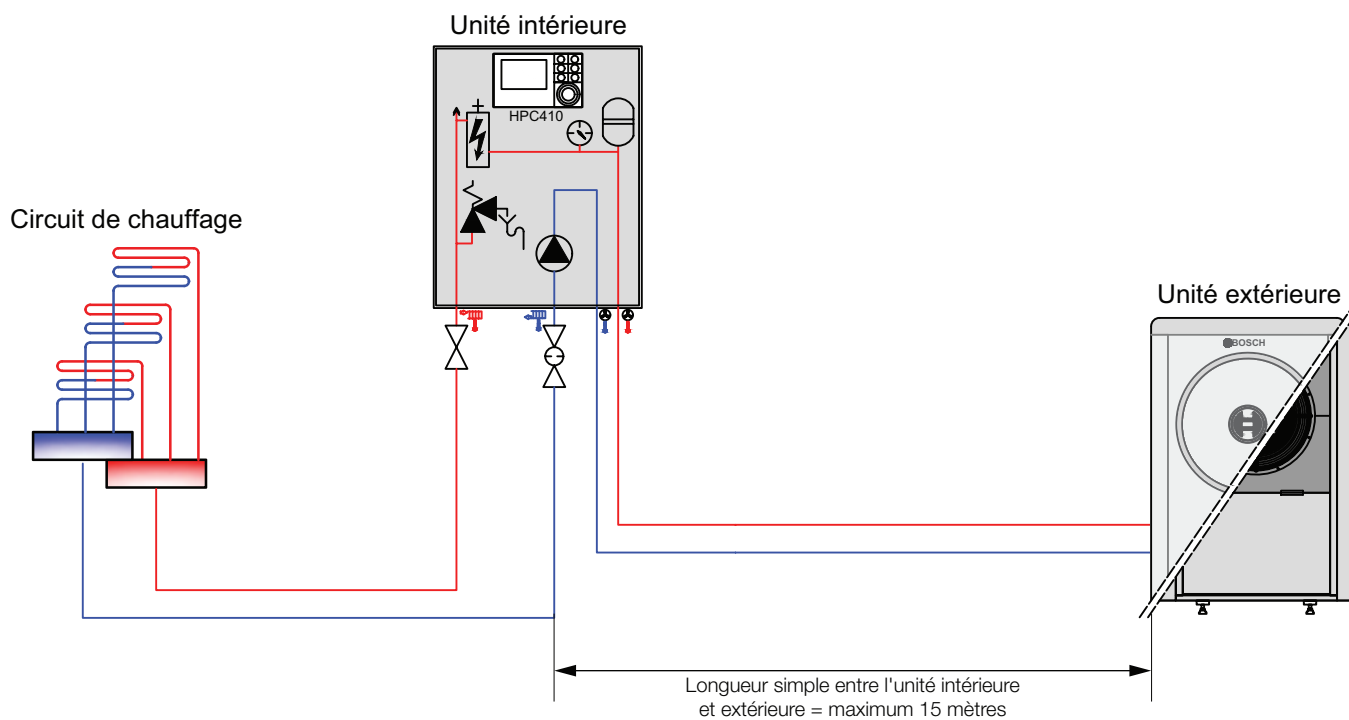 Unité intérieure
HPC410
Circuit de chauffage
Unité extérieure
BOSCH
Longueur simple entre l'unité intérieure
et extérieure = maximum 15 mètres